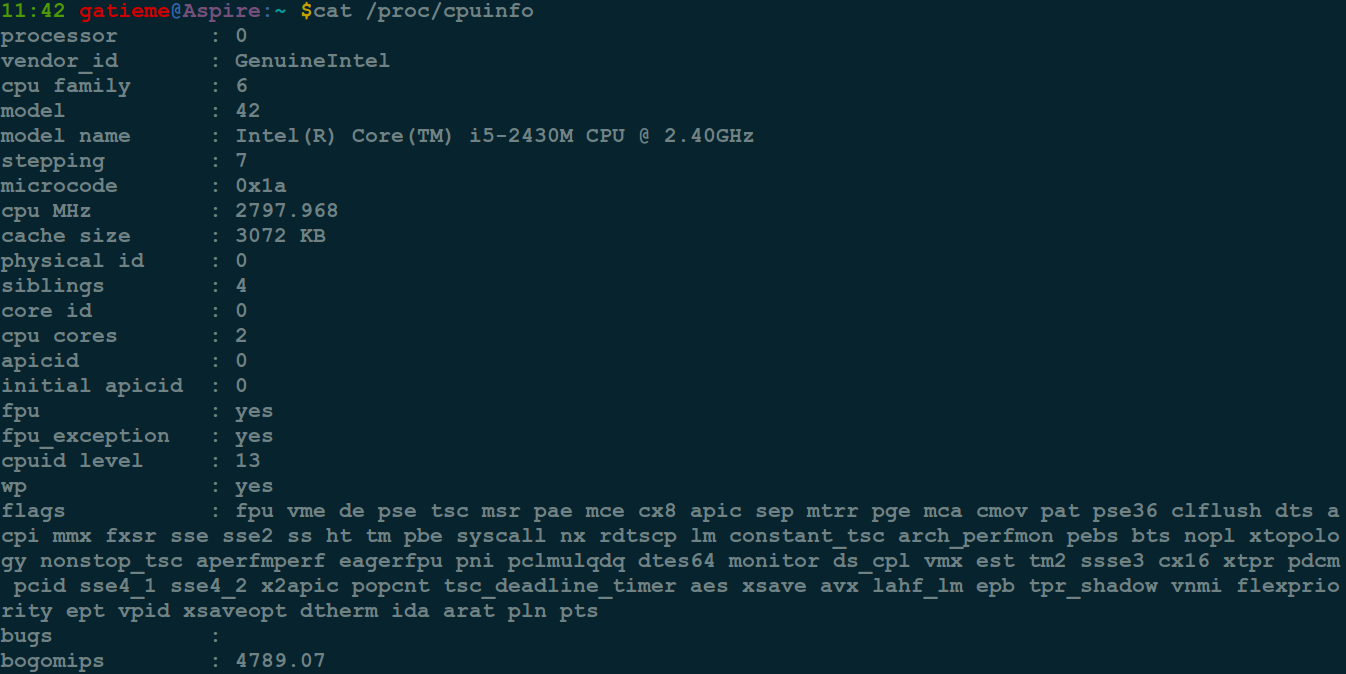 11:42 gatieme@Aspire:~ $cat /proc/cpuinfo
processor       : 0
vendor_id       : GenuineIntel
cpu family      : 6
model           : 42
model name      : Intel(R) Core(TM) i5-2430M CPU @ 2.40GHz
stepping        : 7
microcode       : 0x1a
cpu MHz         : 2797.968
cache size      : 3072 KB
physical id     : 0
siblings        : 4
core id         : 0
cpu cores       : 2
apicid          : 0
initial apicid  : 0
fpu             : yes
fpu_exception   : yes
cpuid level     : 13
wp              : yes
flags           : fpu vme de pse tsc msr pae mce cx8 apic sep mtrr pge mca cmov pat pse36 clflush dts a
cpi mmx fxsr sse sse2 ss ht tm pbe syscall nx rdtscp lm constant_tsc arch_perfmon pebs bts nopl xtopolo
gy nonstop_tsc aperfmperf eagerfpu pni pclmulqdq dtes64 monitor ds_cpl vmx est tm2 ssse3 cx16 xtpr pdcm
 pcid sse4_1 sse4_2 x2apic popcnt tsc_deadline_timer aes xsave avx lahf_lm epb tpr_shadow vnmi flexprio
rity ept vpid xsaveopt dtherm ida arat pln pts
bugs            :
bogomips        : 4789.07